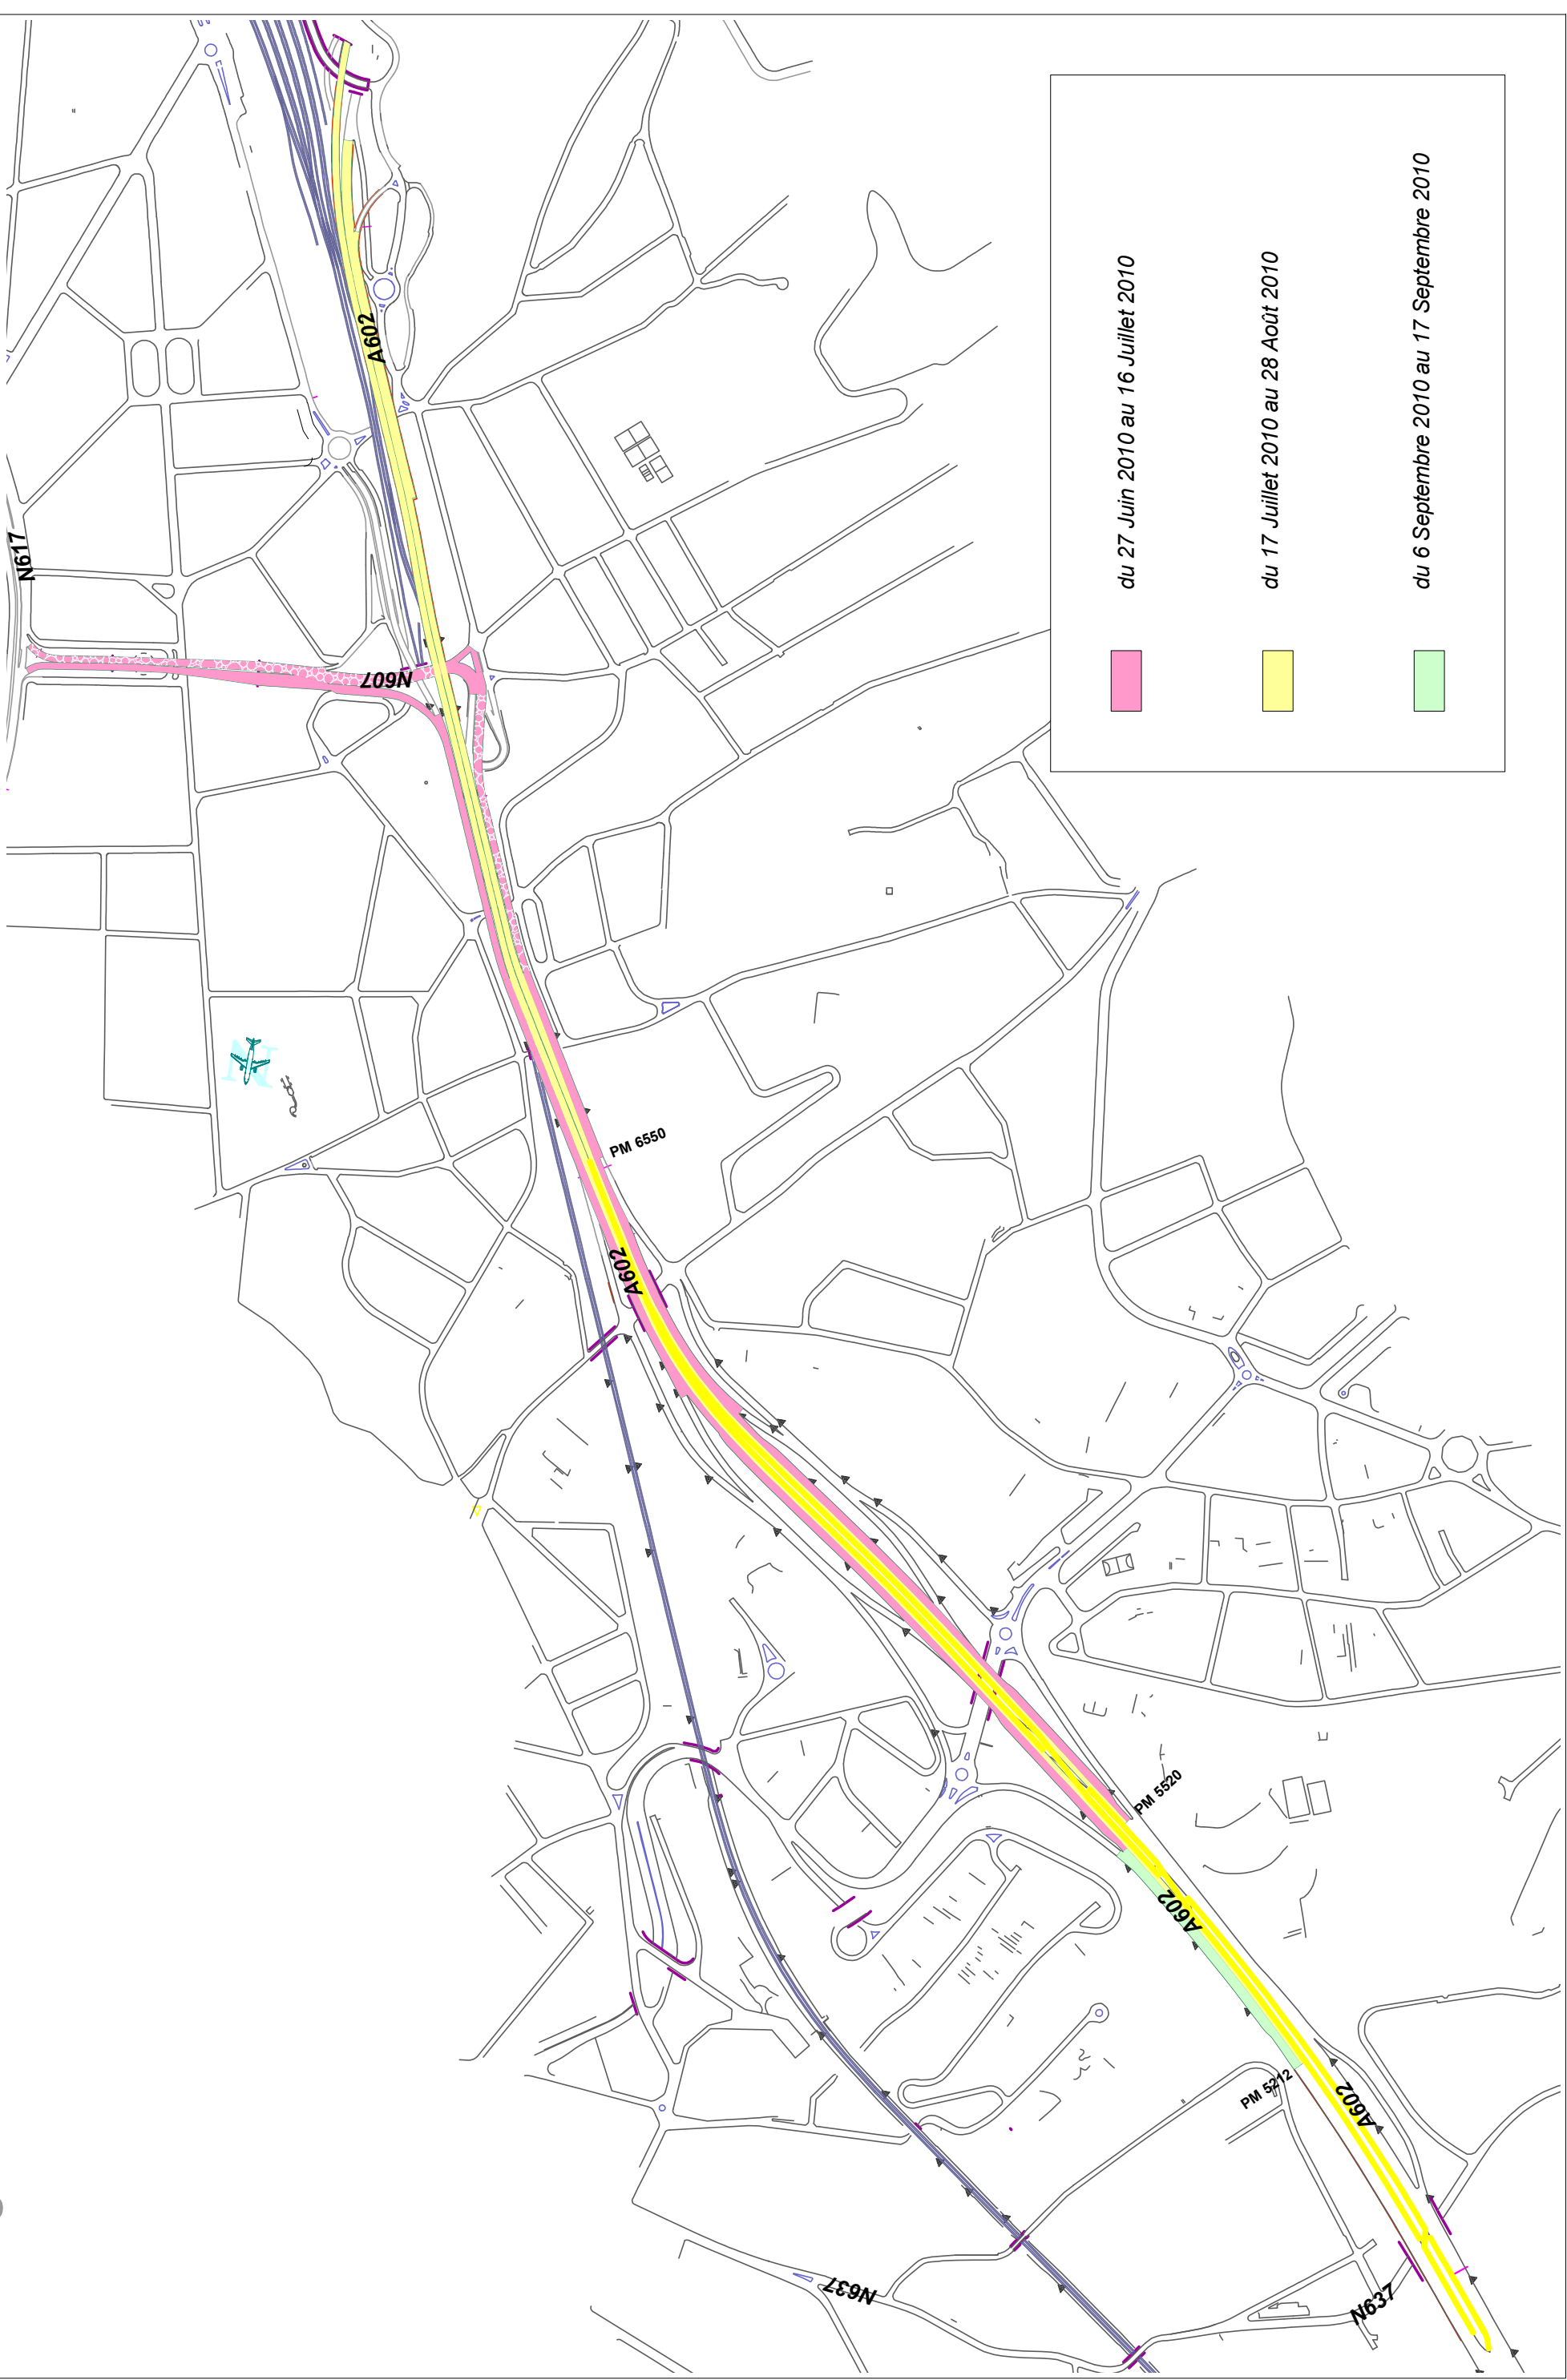 N617
A602
N607
PM 6550
A602
PM 5520
A602
PM 5212
A602
N637
N637
du 27 Juin 2010 au 16 Juillet 2010
du 17 Juillet 2010 au 28 Août 2010
du 6 Septembre 2010 au 17 Septembre 2010